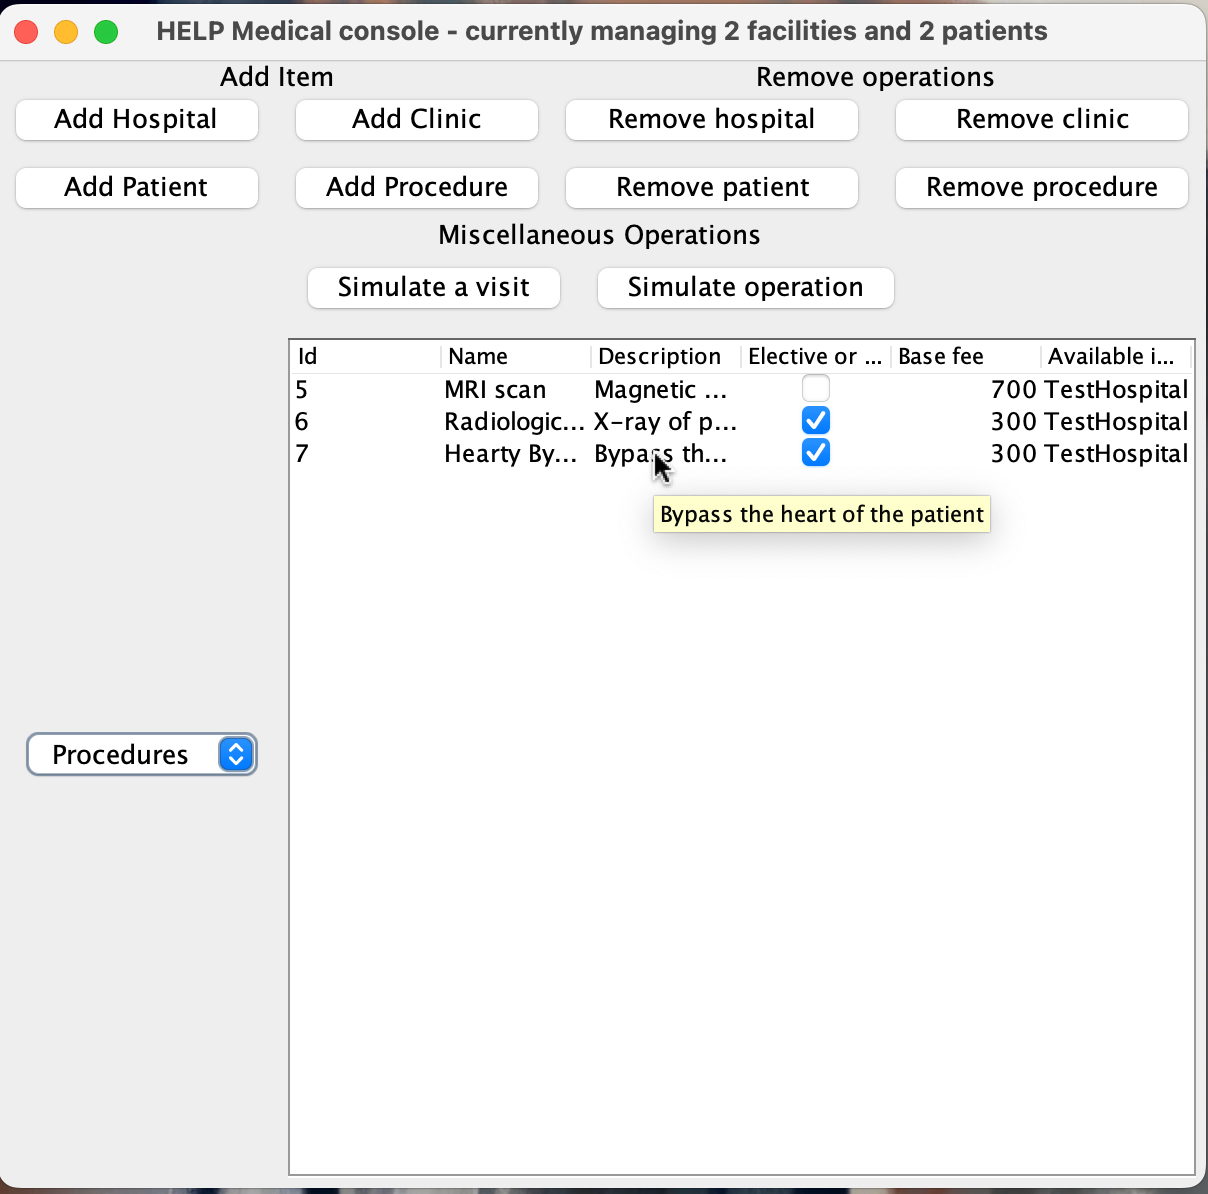 HELP Medical console - currently managing 2 facilities and 2 patients
Add Item Remove operations
Add Hospital Add Clinic Remove hospital Remove clinic
Add Patient Add Procedure Remove patient Remove procedure
Miscellaneous Operations
Simulate a visit Simulate operation
Id Name Description Elective or ... Base fee Available i...
5 MRI scan Magnetic ... 700 TestHospital
6 Radiologic... X-ray of p... 300 TestHospital
7 Hearty By... Bypass th... 300 TestHospital
Bypass the heart of the patient
Procedures